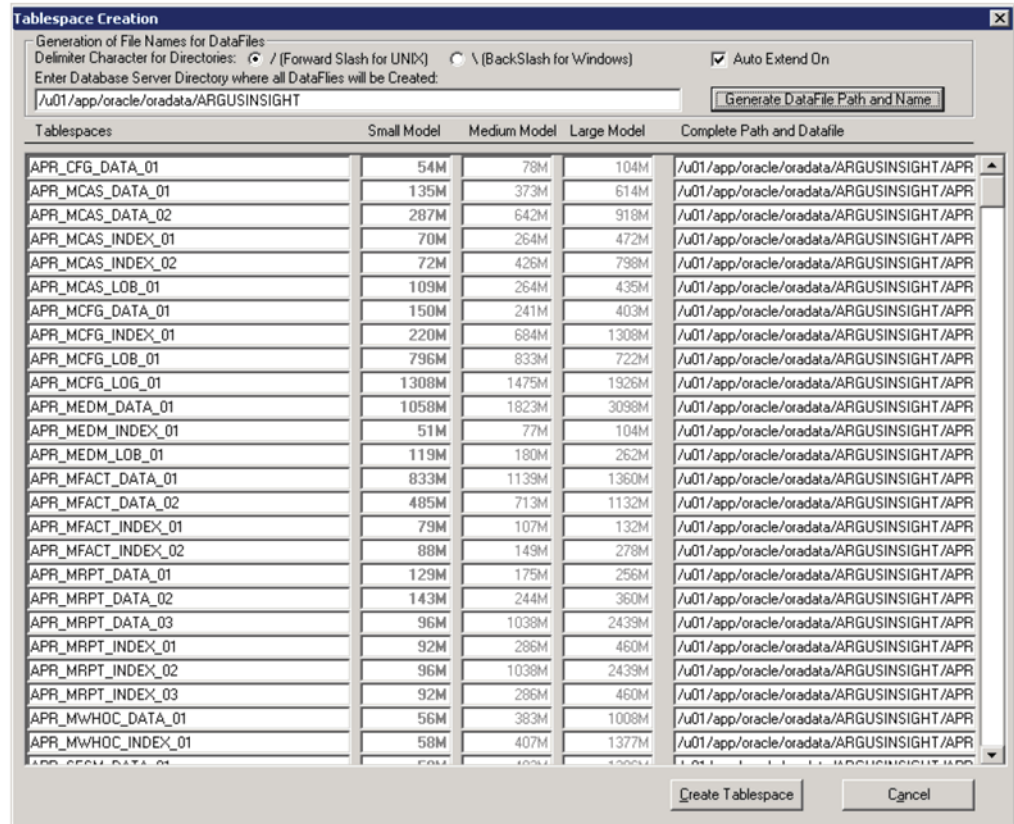 Tablespace Creation
Generation of File Names for DataFiles
Delimiter Character for Directories: / (Forward Slash for UNIX) \ (BackSlash for Windows) Auto Extend On
Enter Database Server Directory where all DataFlies will be Created:
/u01/app/oracle/oradata/ARGUSINSIGHT Generate DataFile Path and Name
Tablespaces Small Model Medium Model Large Model Complete Path and Datafile
APR_CFG_DATA_01 54M 78M 104M /u01/app/oracle/oradata/ARGUSINSIGHT/APR
APR_MCAS_DATA_01 135M 373M 614M /u01/app/oracle/oradata/ARGUSINSIGHT/APR
APR_MCAS_DATA_02 287M 642M 918M /u01/app/oracle/oradata/ARGUSINSIGHT/APR
APR_MCAS_INDEX_01 70M 264M 472M /u01/app/oracle/oradata/ARGUSINSIGHT/APR
APR_MCAS_INDEX_02 72M 426M 798M /u01/app/oracle/oradata/ARGUSINSIGHT/APR
APR_MCAS_LOB_01 109M 264M 435M /u01/app/oracle/oradata/ARGUSINSIGHT/APR
APR_MCFG_DATA_01 150M 241M 403M /u01/app/oracle/oradata/ARGUSINSIGHT/APR
APR_MCFG_INDEX_01 220M 684M 1308M /u01/app/oracle/oradata/ARGUSINSIGHT/APR
APR_MCFG_LOB_01 796M 833M 722M /u01/app/oracle/oradata/ARGUSINSIGHT/APR
APR_MCFG_LOG_01 1308M 1475M 1926M /u01/app/oracle/oradata/ARGUSINSIGHT/APR
APR_MEDM_DATA_01 1058M 1823M 3098M /u01/app/oracle/oradata/ARGUSINSIGHT/APR
APR_MEDM_INDEX_01 51M 77M 104M /u01/app/oracle/oradata/ARGUSINSIGHT/APR
APR_MEDM_LOB_01 119M 180M 262M /u01/app/oracle/oradata/ARGUSINSIGHT/APR
APR_MFACT_DATA_01 833M 1139M 1360M /u01/app/oracle/oradata/ARGUSINSIGHT/APR
APR_MFACT_DATA_02 485M 713M 1132M /u01/app/oracle/oradata/ARGUSINSIGHT/APR
APR_MFACT_INDEX_01 79M 107M 132M /u01/app/oracle/oradata/ARGUSINSIGHT/APR
APR_MFACT_INDEX_02 88M 149M 278M /u01/app/oracle/oradata/ARGUSINSIGHT/APR
APR_MRPT_DATA_01 129M 175M 256M /u01/app/oracle/oradata/ARGUSINSIGHT/APR
APR_MRPT_DATA_02 143M 244M 360M /u01/app/oracle/oradata/ARGUSINSIGHT/APR
APR_MRPT_DATA_03 96M 1038M 2439M /u01/app/oracle/oradata/ARGUSINSIGHT/APR
APR_MRPT_INDEX_01 92M 286M 460M /u01/app/oracle/oradata/ARGUSINSIGHT/APR
APR_MRPT_INDEX_02 96M 1038M 2439M /u01/app/oracle/oradata/ARGUSINSIGHT/APR
APR_MRPT_INDEX_03 92M 286M 460M /u01/app/oracle/oradata/ARGUSINSIGHT/APR
APR_MWHOC_DATA_01 56M 383M 1008M /u01/app/oracle/oradata/ARGUSINSIGHT/APR
APR_MWHOC_INDEX_01 58M 407M 1377M /u01/app/oracle/oradata/ARGUSINSIGHT/APR
Create Tablespace Cancel